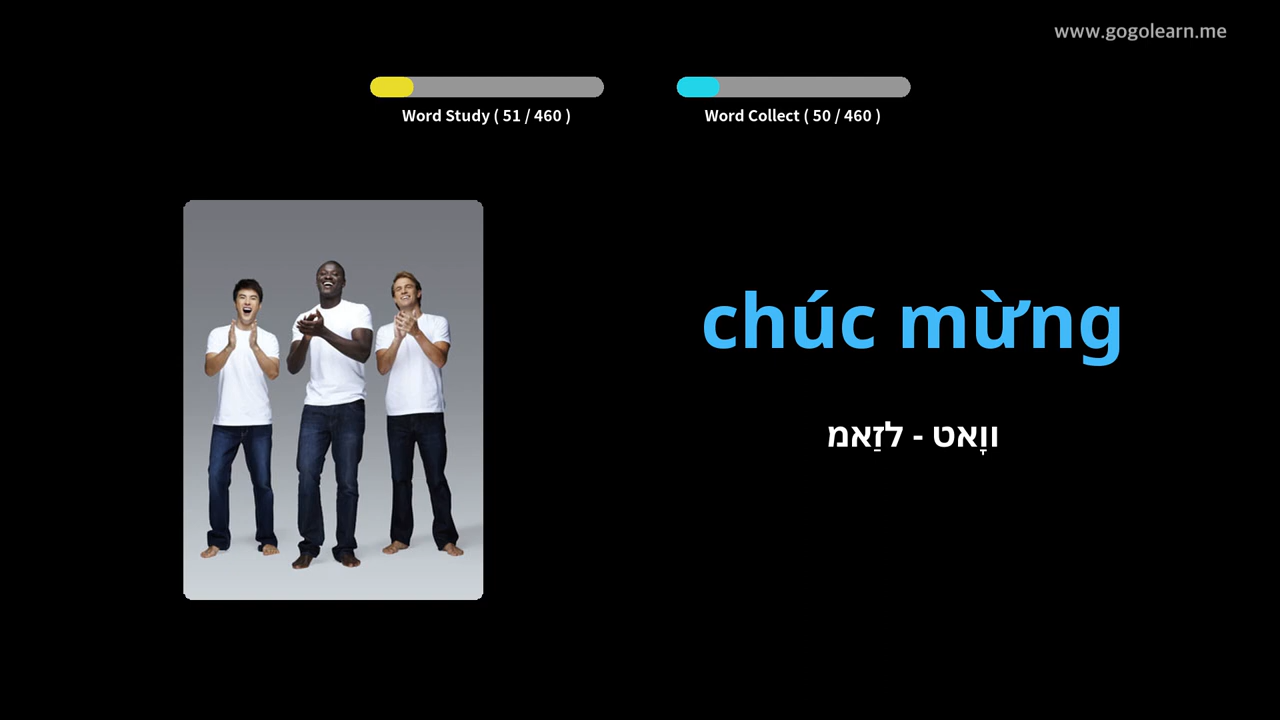 www.gogolearn.me
Word Study ( 51 / 460 )
Word Collect ( 50 / 460 )
chúc mừng
ווָאט - לזַאמ